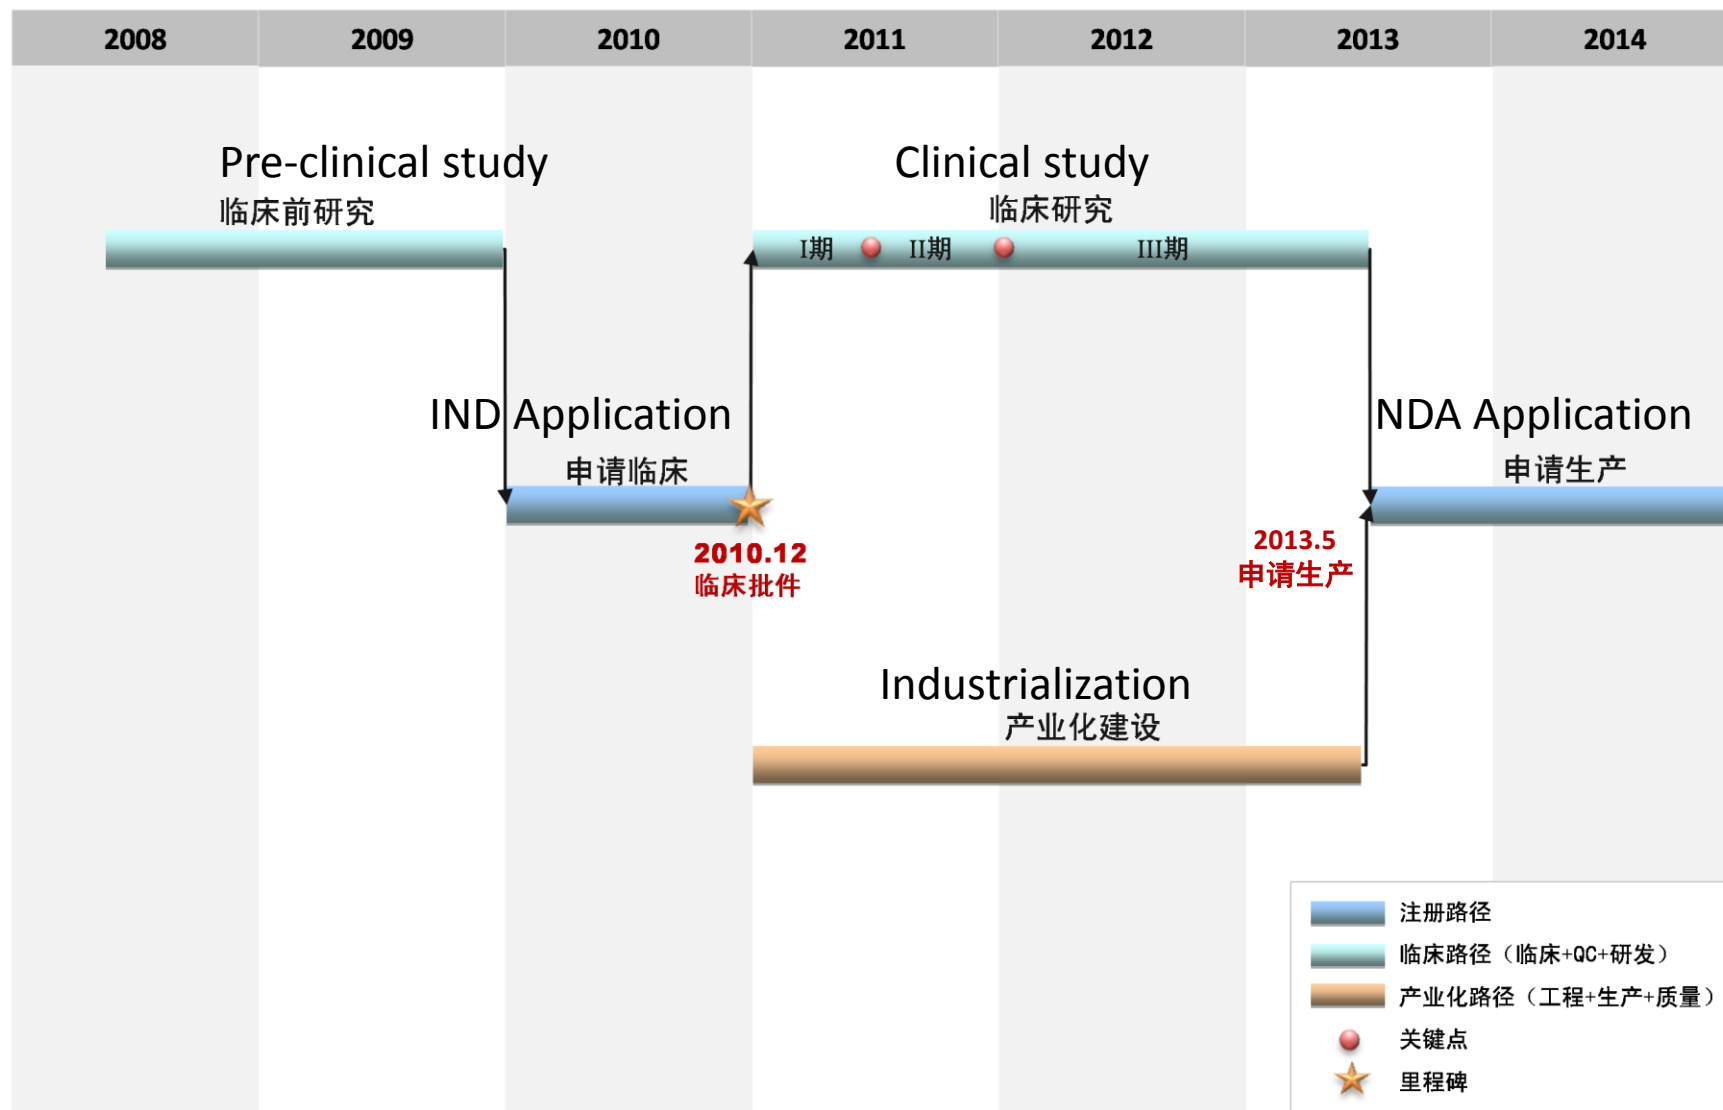 2008 2009 2010 2011 2012 2013 2014
Pre-clinical study
临床前研究
Clinical study
临床研究
I期 II期 III期
IND Application
申请临床
NDA Application
申请生产
2010.12
临床批件
2013.5
申请生产
Industrialization
产业化建设
注册路径
临床路径（临床+QC+研发）
产业化路径（工程+生产+质量）
关键点
里程碑